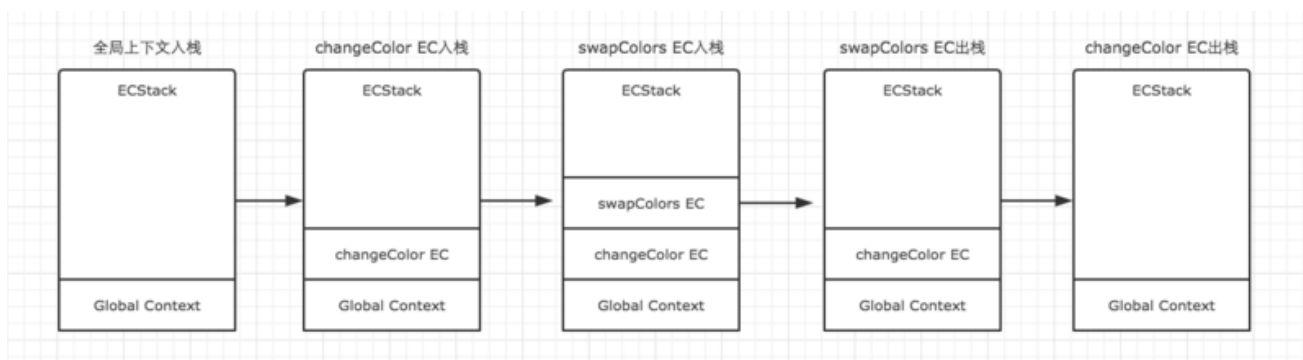 全局上下文入栈
changeColor EC入栈
swapColors EC入栈
swapColors EC出栈
changeColor EC出栈
ECStack
ECStack
ECStack
ECStack
ECStack
swapColors EC
changeColor EC
changeColor EC
changeColor EC
Global Context
Global Context
Global Context
Global Context
Global Context